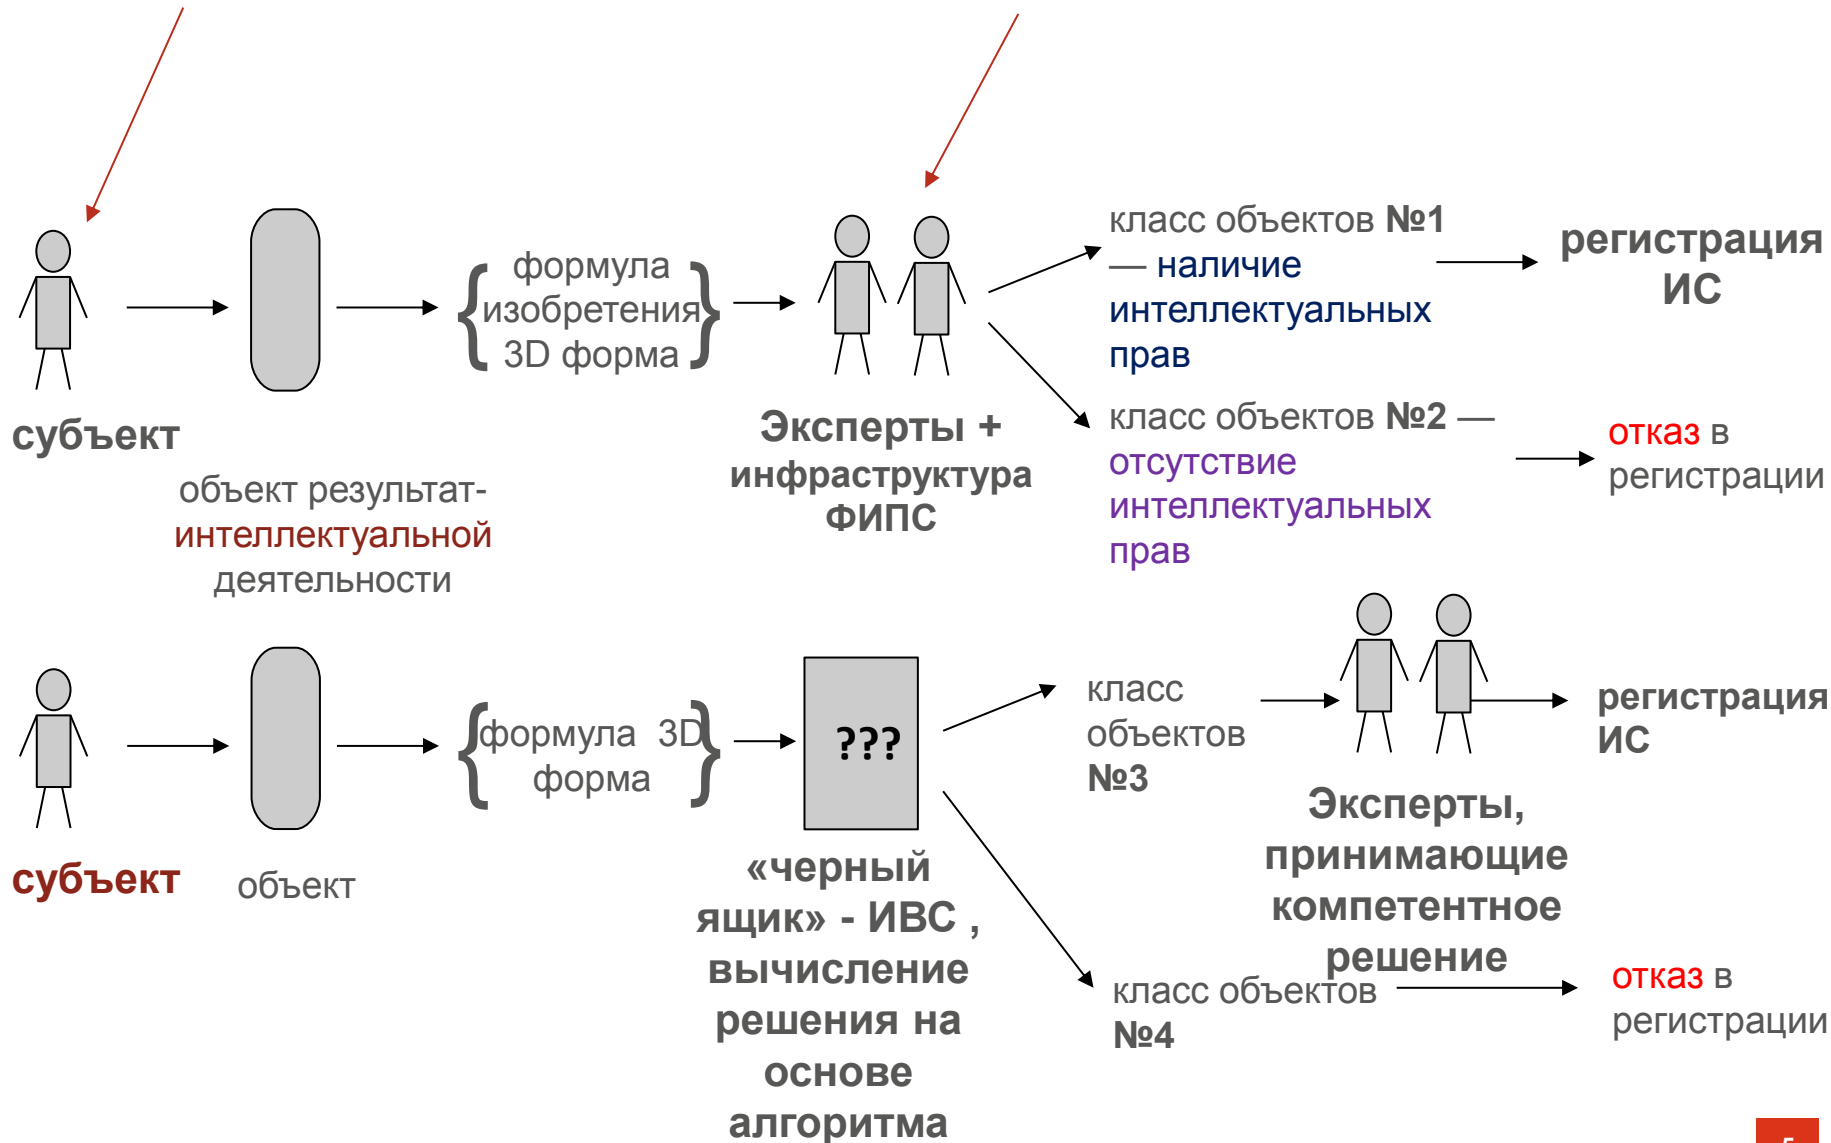 субъект
объект результат-
интеллектуальной
деятельности
{ формула
изобретения
3D форма }
Эксперты +
инфраструктура
ФИПС
класс объектов №1
— наличие
интеллектуальных
прав
регистрация
ИС
класс объектов №2 —
отсутствие
интеллектуальных
прав
отказ в
регистрации
субъект
объект
{ формула 3D
форма }
???
«черный
ящик» - ИВС ,
вычисление
решения на
основе
алгоритма
класс
объектов
№3
Эксперты,
принимающие
компетентное
решение
регистрация
ИС
класс объектов
№4
отказ в
регистрации
5